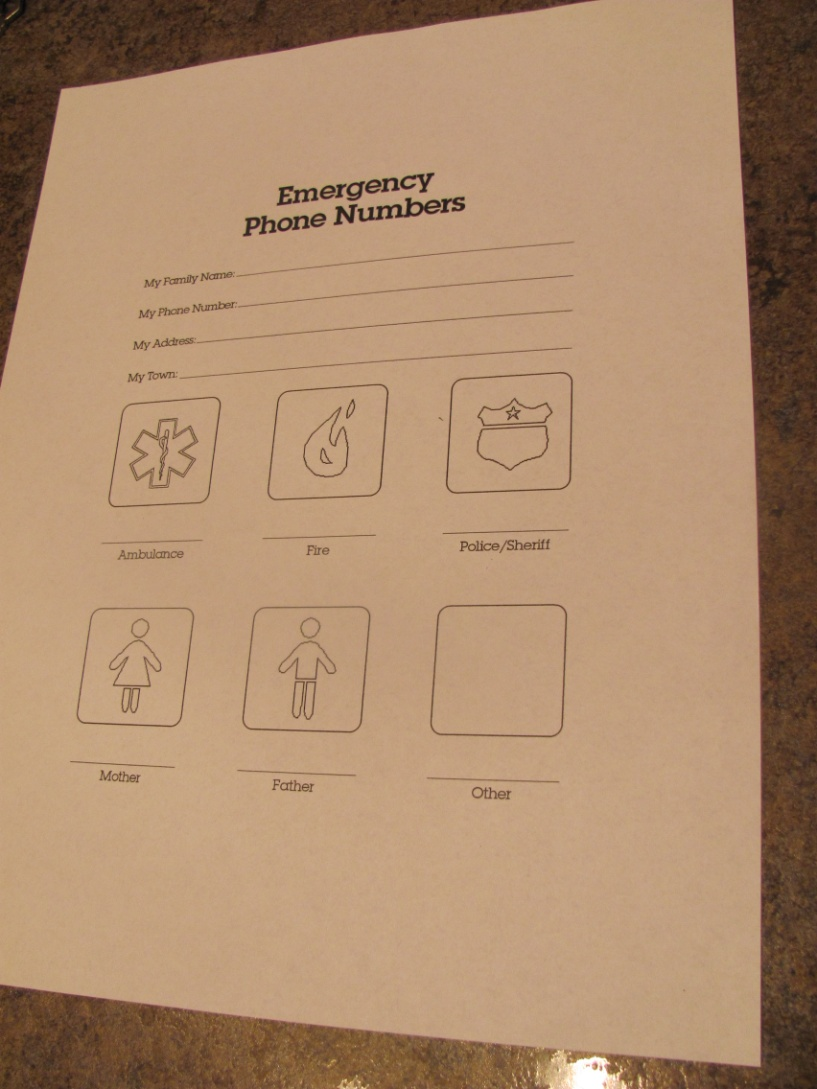 Emergency
Phone Numbers
My Family Name:
My Phone Number:
My Address:
My Town:
Ambulance
Fire
Police/Sheriff
Mother
Father
Other